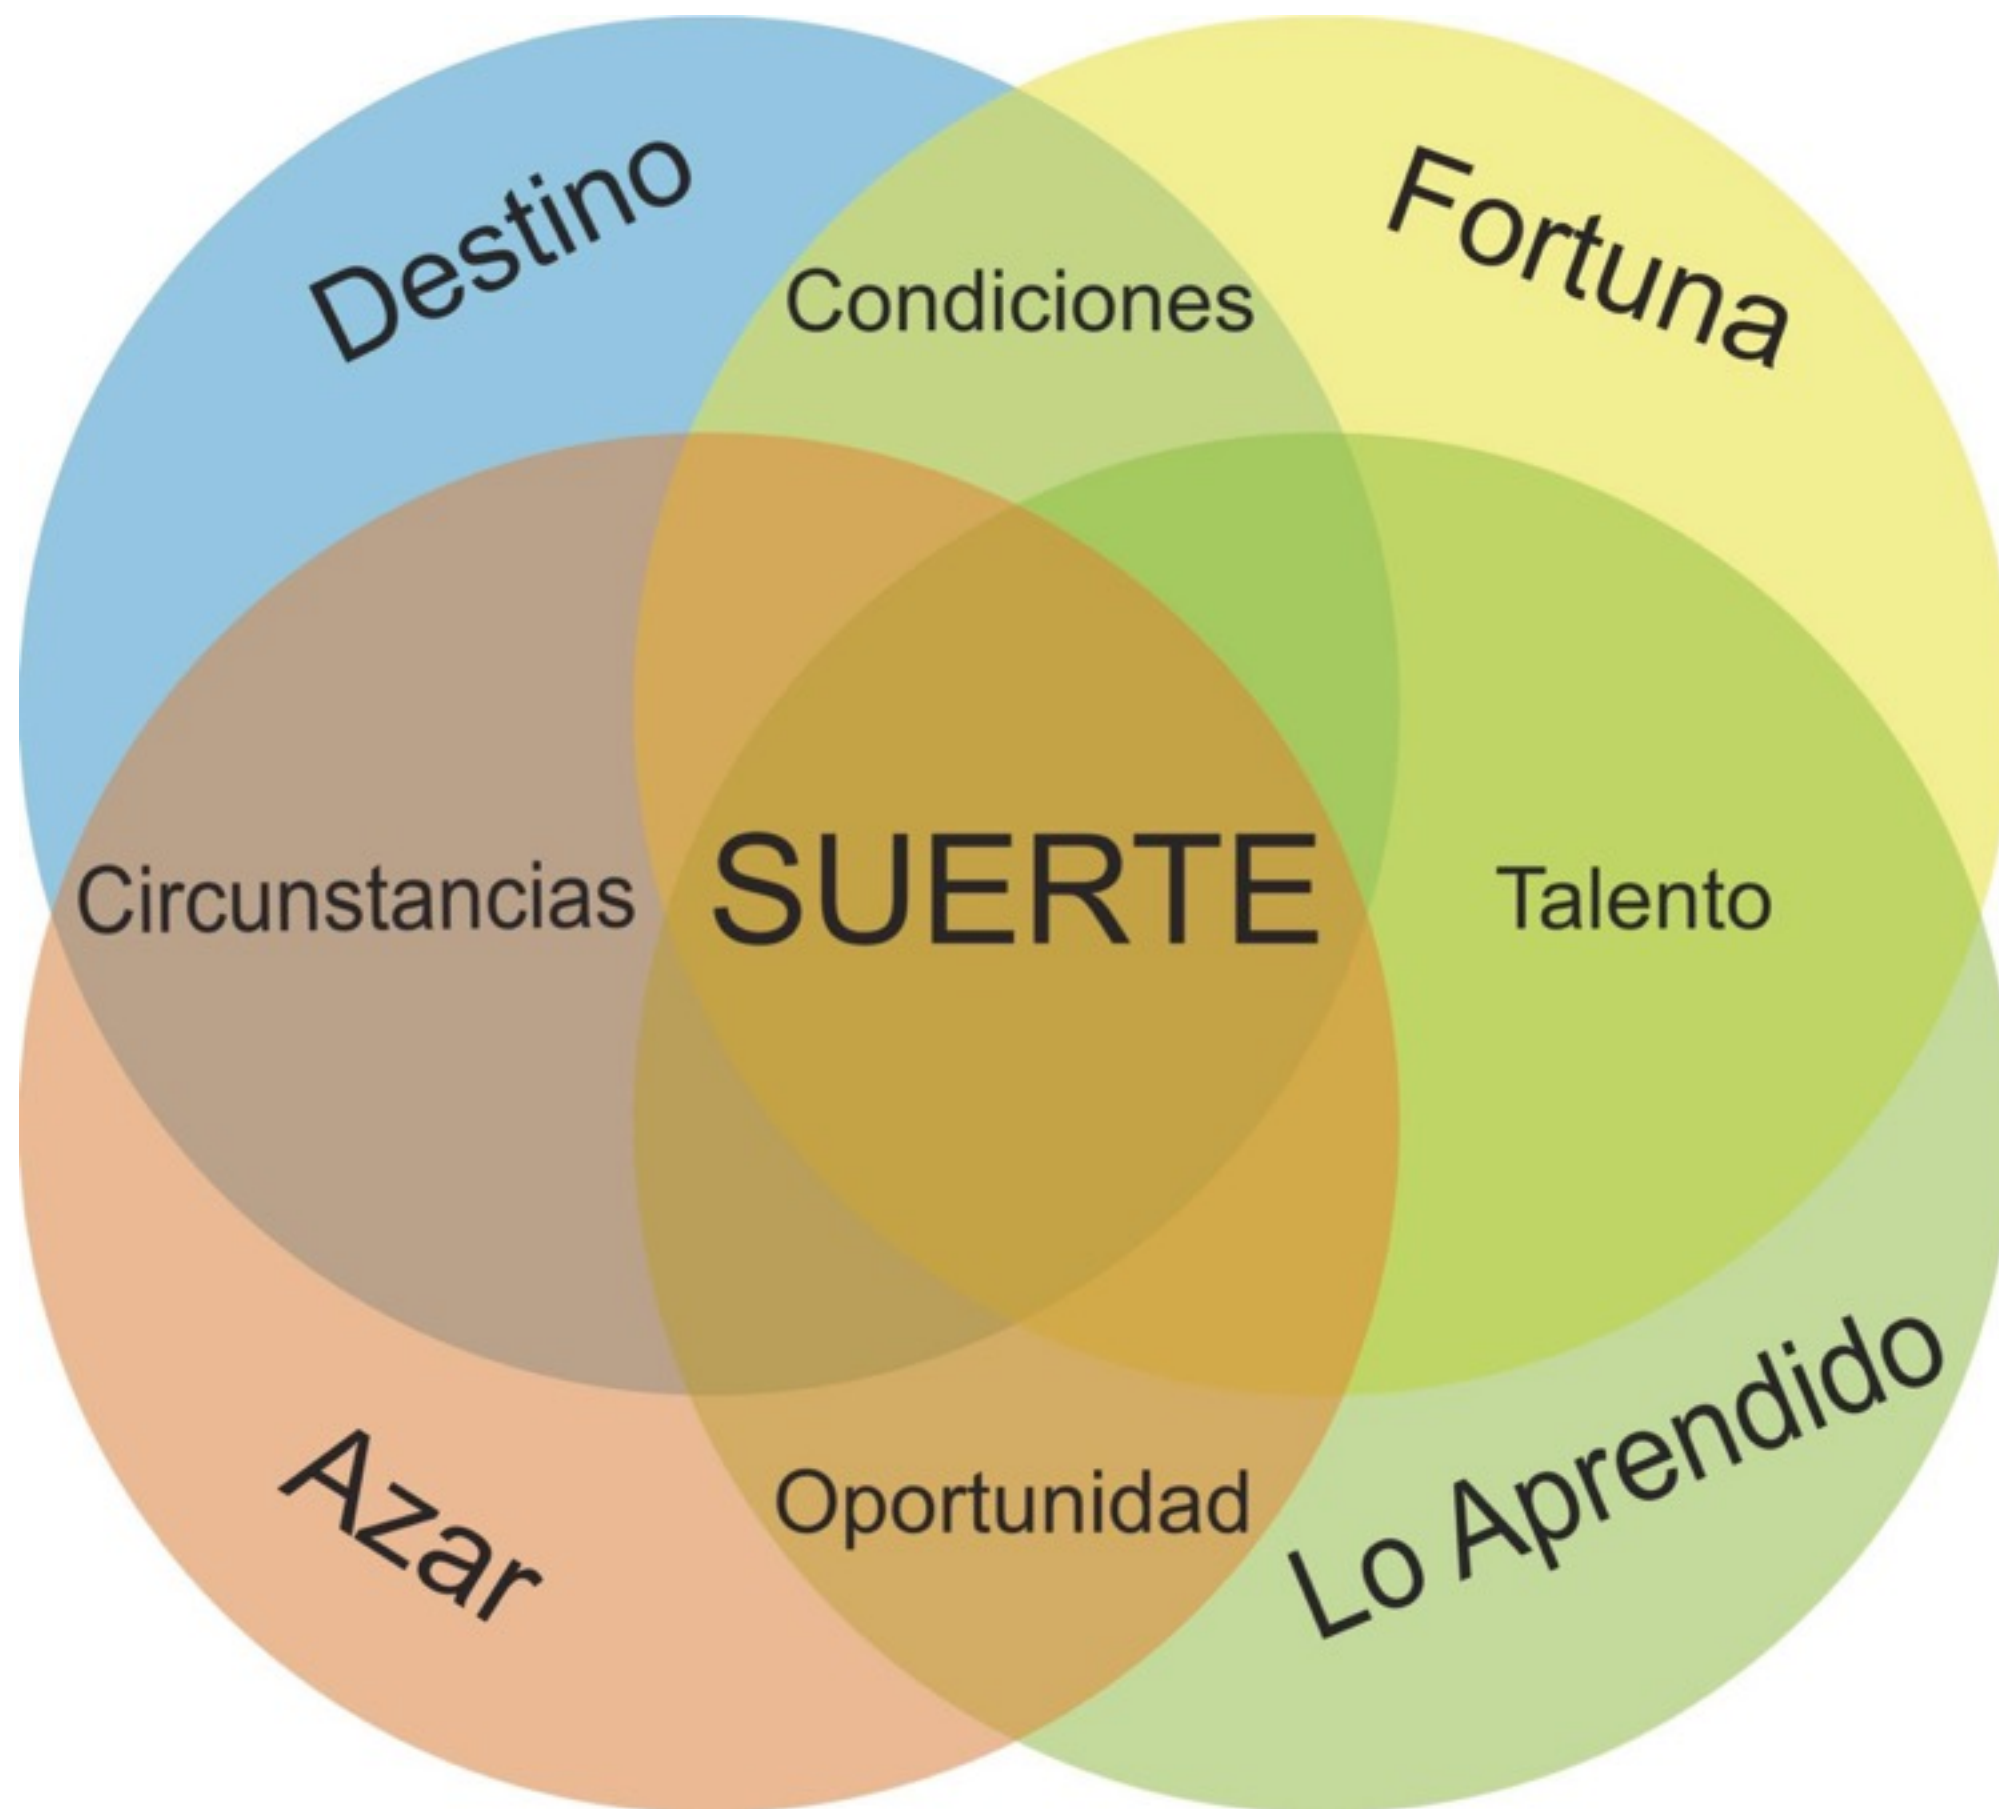 Destino
Fortuna
Condiciones
Circunstancias
SUERTE
Talento
Azar
Oportunidad
Lo Aprendido